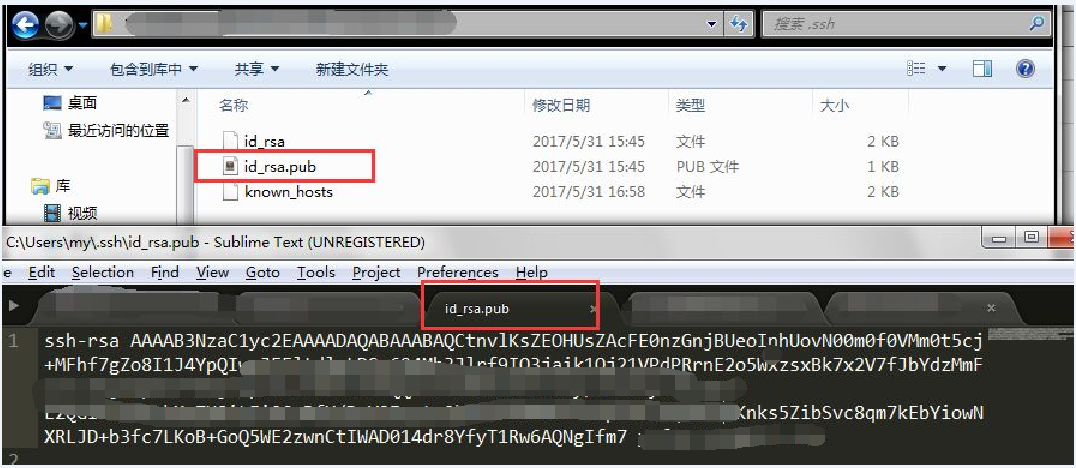 搜索 .ssh
组织 包含到库中 共享 新建文件夹
桌面
最近访问的位置
库
视频
名称 修改日期 类型 大小
id_rsa 2017/5/31 15:45 文件 2 KB
id_rsa.pub 2017/5/31 15:45 PUB 文件 1 KB
known_hosts 2017/5/31 16:58 文件 2 KB
C:\Users\my\.ssh\id_rsa.pub - Sublime Text (UNREGISTERED)
e Edit Selection Find View Goto Tools Project Preferences Help
id_rsa.pub
1 ssh-rsa AAAAB3NzaC1yc2EAAAADAQABAAABAQCtnvlKsZEOHUsZAcFE0nzGnjBUeoInhUovN00m0f0VMm0t5cj
+MFhf7gZo8I1J4YpQI
Knks5ZibSvc8qm7kEbYiowN
XRLJD+b3fc7LKoB+GoQ5WE2zwnCtIWAD014dr8YfyT1Rw6AQNgIfm7
2